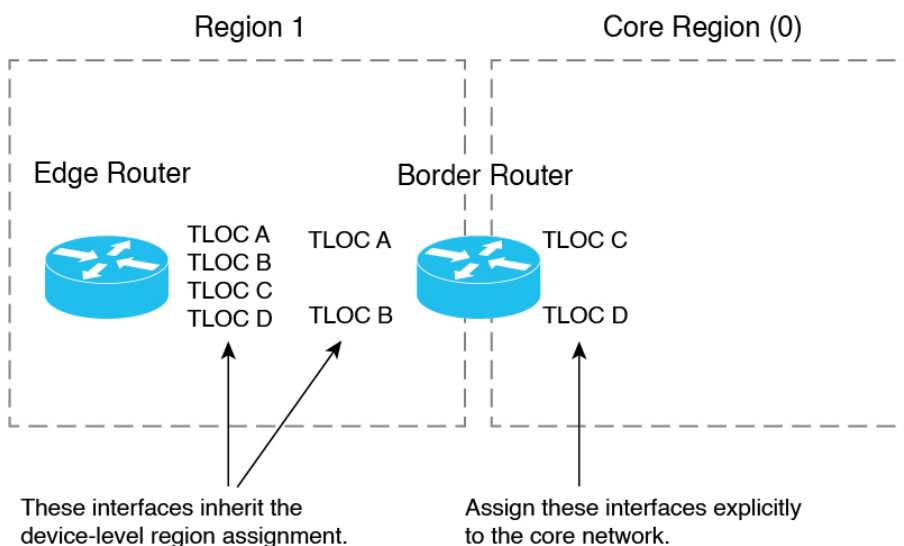 Region 1
Core Region (0)
Edge Router
Border Router
TLOC A
TLOC B
TLOC C
TLOC D
TLOC A
TLOC B
TLOC C
TLOC D
These interfaces inherit the
device-level region assignment.
Assign these interfaces explicitly
to the core network.